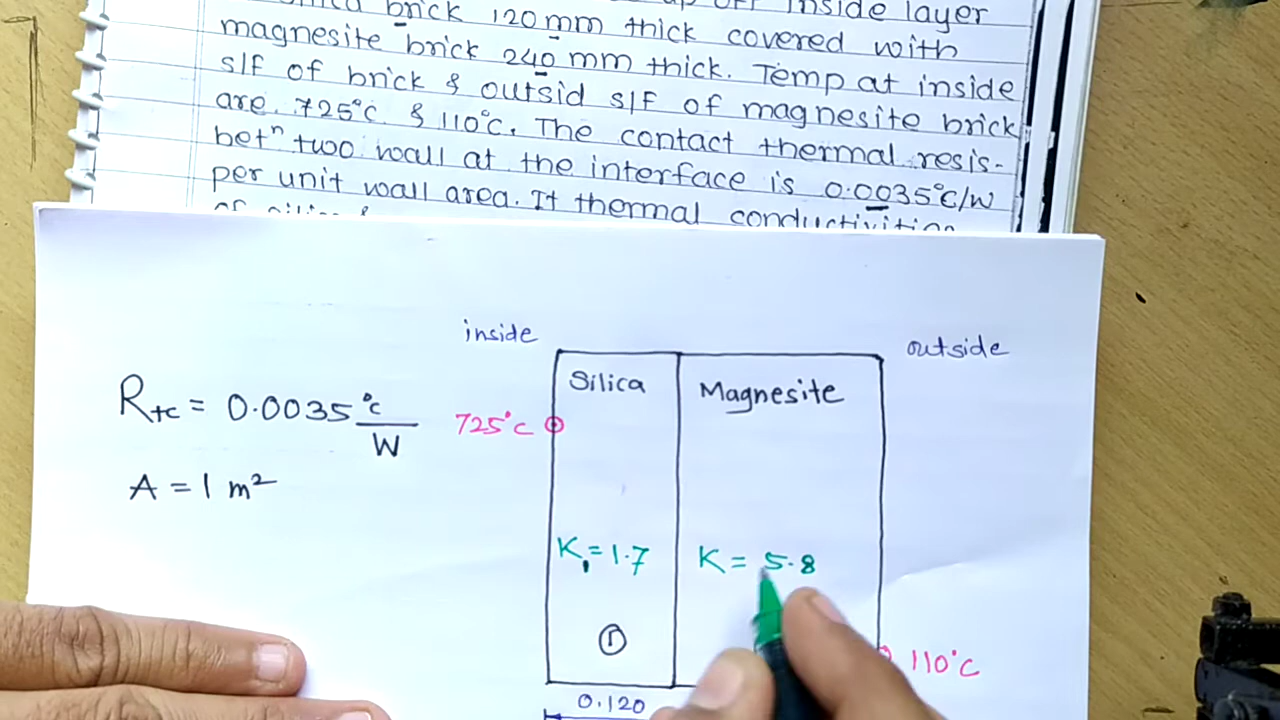 brick 120mm thick covered with
magnesite brick 240 mm thick. Temp at inside
s/f of brick & outsid s/f of magnesite brick
are 725°C & 110°C. The contact thermal resis-
betⁿ two wall at the interface is 0.0035°C/W
per unit wall area. It thermal conductivities
inside
outside
Silica
Magnesite
Rtc = 0.0035 °C/W
725°C
A = 1 m²
K1 = 1.7
K = 5.8
1
110°C
0.120